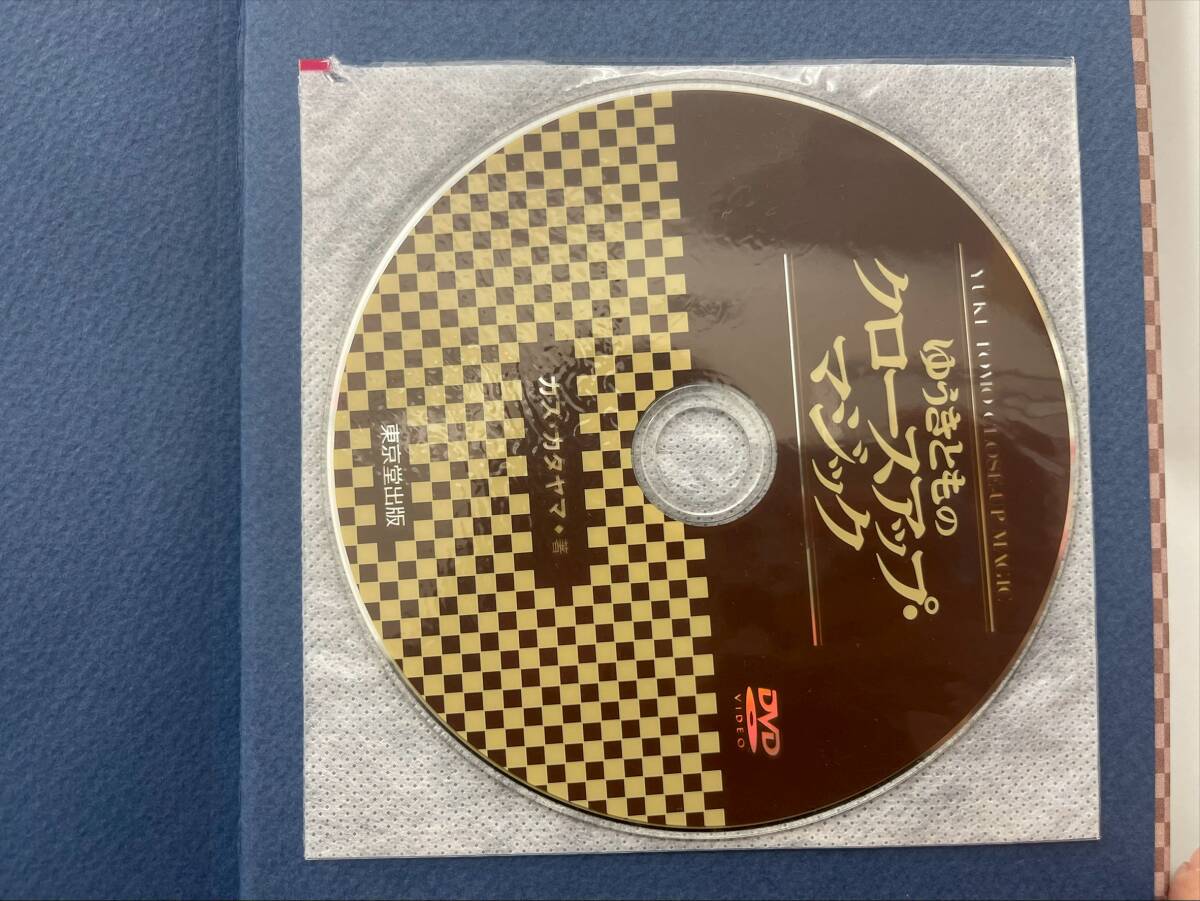 YUKI TOMO CLOSE-UP MAGIC
ゆうきともの
クロースアップ・
マジック
DVD
VIDEO
カズ・カタヤマ◆著
東京堂出版